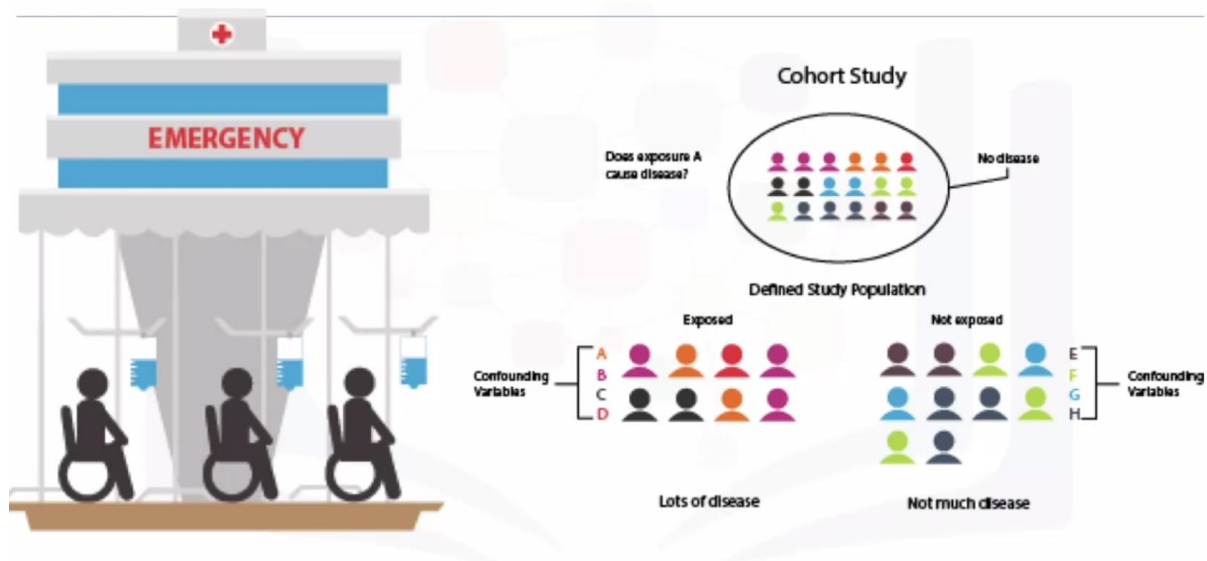 EMERGENCY
Cohort Study
Does exposure A
cause disease?
No disease
Defined Study Population
Exposed
Not exposed
Confounding
Variables
A
B
C
D
E
F
G
H
Confounding
Variables
Lots of disease
Not much disease